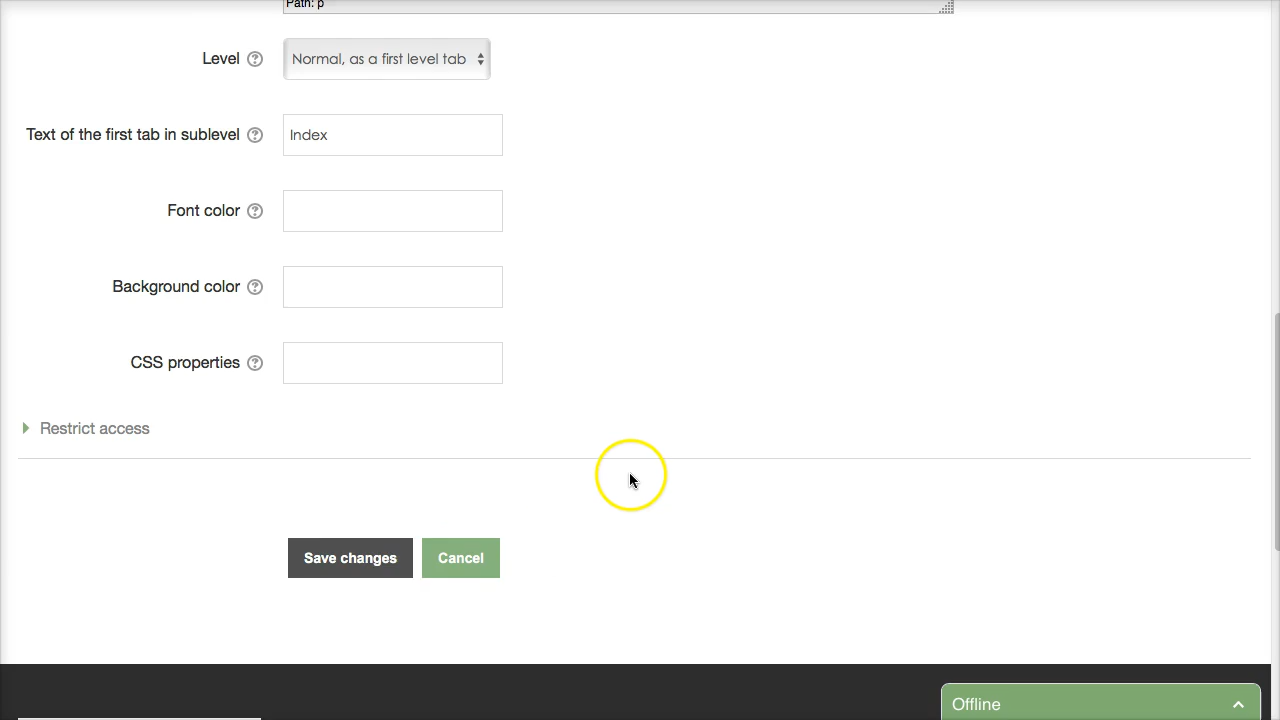 Path: p
Level
Normal, as a first level tab
Text of the first tab in sublevel
Index
Font color
Background color
CSS properties
Restrict access
Save changes
Cancel
Offline